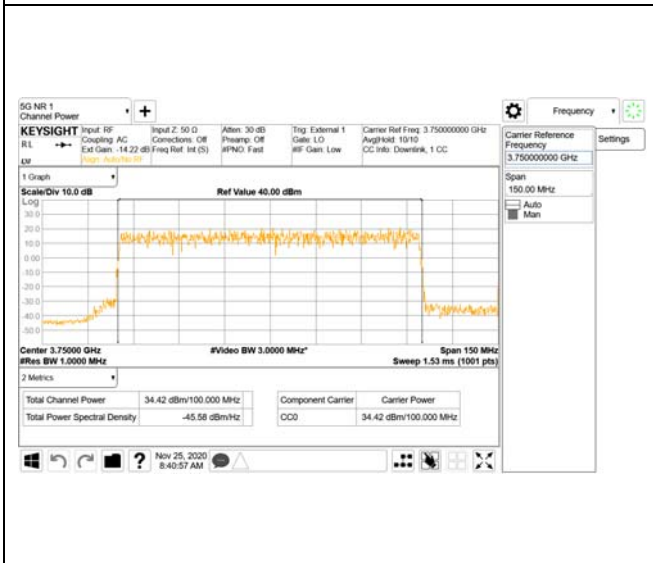 5G NR 1
Channel Power
Frequency
KEYSIGHT
RL
Input: RF
Coupling: AC
Ext Gain: -14.22 dB
Align: Auto/No RF
Input Z: 50 Ω
Corrections: Off
Freq Ref: Int (S)
Atten: 30 dB
Preamp: Off
#PNO: Fast
Trig: External 1
Gate: LO
#IF Gain: Low
Carrier Ref Freq: 3.750000000 GHz
Avg|Hold: 10/10
CC Info: Downlink, 1 CC
Carrier Reference
Frequency
3.750000000 GHz
Settings
Span
150.00 MHz
Auto
Man
1 Graph
Scale/Div 10.0 dB
Ref Value 40.00 dBm
Log
30.0
20.0
10.0
0.00
-10.0
-20.0
-30.0
-40.0
-50.0
Center 3.75000 GHz
#Video BW 3.0000 MHz*
Span 150 MHz
#Res BW 1.0000 MHz
Sweep 1.53 ms (1001 pts)
2 Metrics
Total Channel Power 34.42 dBm/100.000 MHz
Total Power Spectral Density -45.58 dBm/Hz
Component Carrier Carrier Power
CC0 34.42 dBm/100.000 MHz
Nov 25, 2020
8:40:57 AM